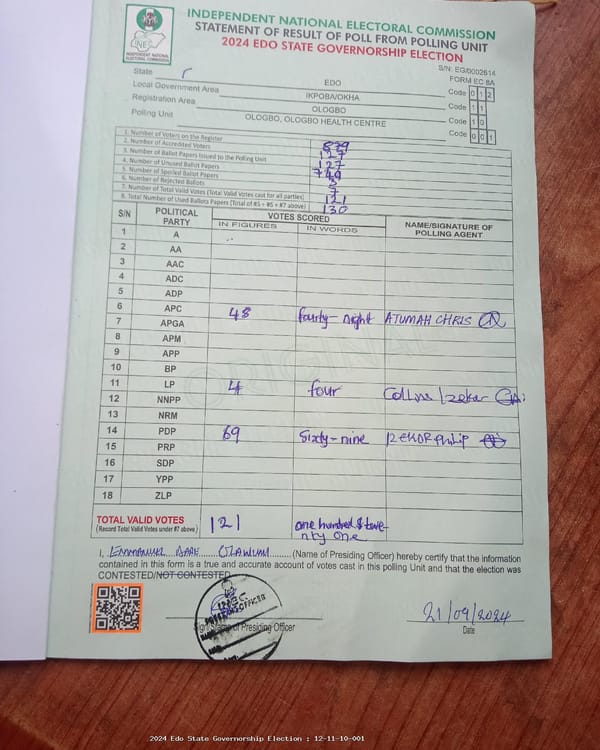 INDEPENDENT NATIONAL ELECTORAL COMMISSION
STATEMENT OF RESULT OF POLL FROM POLLING UNIT
2024 EDO STATE GOVERNORSHIP ELECTION
INEC
INDEPENDENT NATIONAL ELECTORAL COMMISSION
S/N: EG/0002614
FORM EC 8A
State EDO Code 0 1 2
Local Government Area IKPOBA/OKHA Code 1 1
Registration Area OLOGBO Code 1 0
Polling Unit OLOGBO, OLOGBO HEALTH CENTRE Code 0 0 1
1. Number of Voters on the Register 879
2. Number of Accredited Voters 127
3. Number of Ballot Papers Issued to the Polling Unit
4. Number of Unused Ballot Papers
5. Number of Spoiled Ballot Papers
6. Number of Rejected Ballots
7. Number of Total Valid Votes (Total Valid Votes cast for all parties) 121
8. Total Number of Used Ballots Papers (Total of #5 + #6 + #7 above) 130
S/N POLITICAL PARTY VOTES SCORED NAME/SIGNATURE OF POLLING AGENT
IN FIGURES IN WORDS
1 A
2 AA
3 AAC
4 ADC
5 ADP
6 APC 48 fourty-night ATUMAH CHRIS
7 APGA
8 APM
9 APP
10 BP
11 LP 4 four Collins
12 NNPP
13 NRM
14 PDP 69 Sixty-nine Philip
15 PRP
16 SDP
17 YPP
18 ZLP
TOTAL VALID VOTES 121 one hundred & twe
(Record Total Valid Votes under #7 above) nty one
ORIGINAL
I, EMMANUEL (Name of Presiding Officer) hereby certify that the information
contained in this form is a true and accurate account of votes cast in this polling Unit and that the election was
CONTESTED/NOT CONTESTED
INEC
PRESIDING OFFICER
Sign/Stamp of Presiding Officer
21/09/2024
Date
2024 Edo State Governorship Election : 12-11-10-001